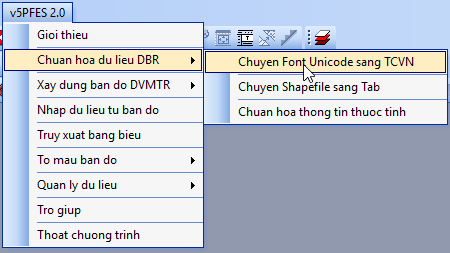 v5PFES 2.0
Gioi thieu
Chuan hoa du lieu DBR
Chuyen Font Unicode sang TCVN
Xay dung ban do DVMTR
Chuyen Shapefile sang Tab
Nhap du lieu tu ban do
Chuan hoa thong tin thuoc tinh
Truy xuat bang bieu
To mau ban do
Quan ly du lieu
Tro giup
Thoat chuong trinh